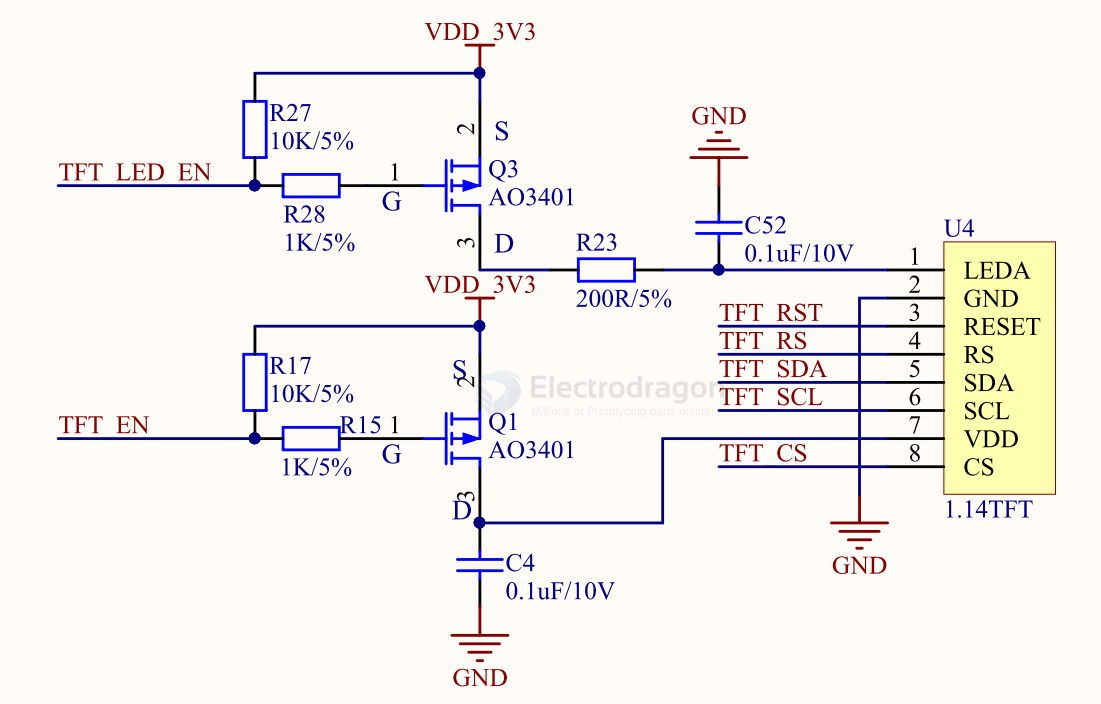 VDD_3V3
R27
10K/5%
TFT_LED_EN
R28
1K/5%
1
G
2
S
Q3
AO3401
3
D
R23
200R/5%
GND
C52
0.1uF/10V
VDD_3V3
R17
10K/5%
TFT_EN
R15
1K/5%
1
G
S
2
Q1
AO3401
3
D
C4
0.1uF/10V
GND
Electrodragon
Millions of Prototyping parts online!
U4
1 LEDA
2 GND
TFT_RST 3 RESET
TFT_RS 4 RS
TFT_SDA 5 SDA
TFT_SCL 6 SCL
7 VDD
TFT_CS 8 CS
1.14TFT
GND